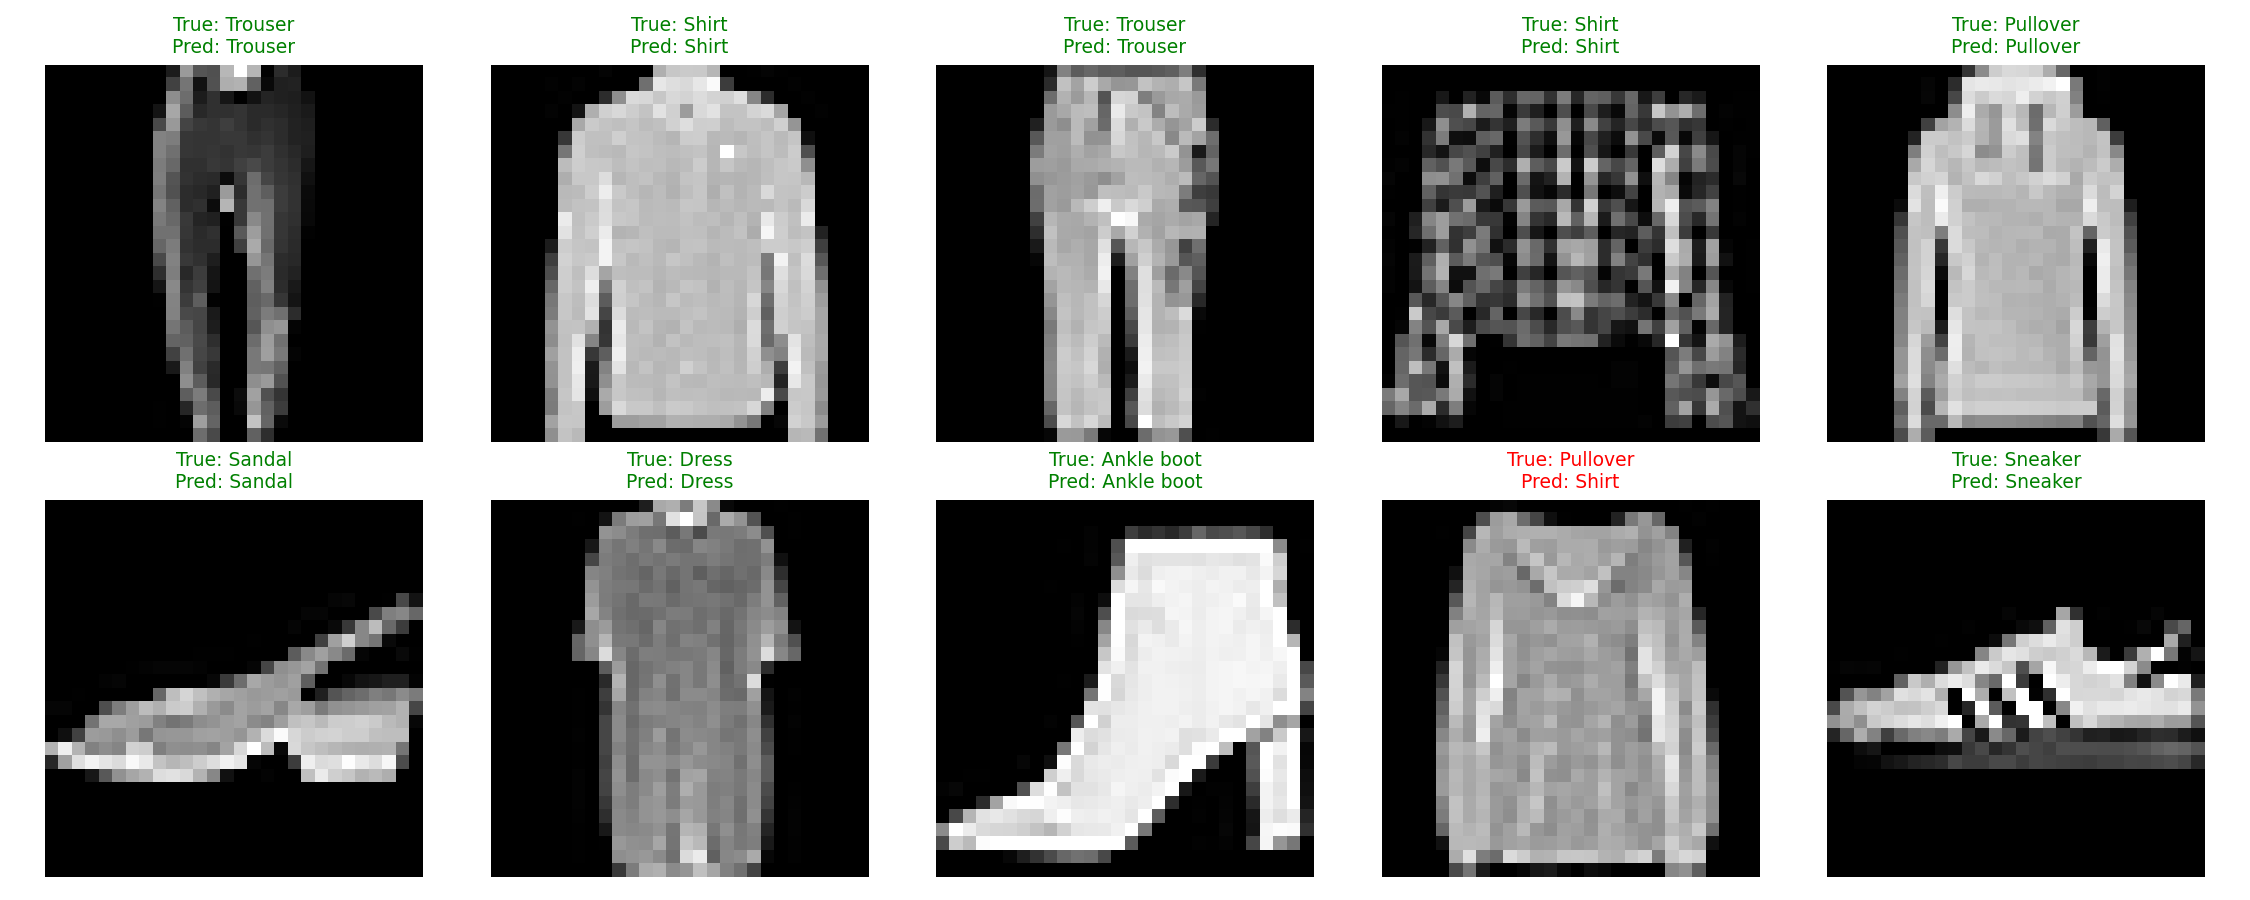 True: Trouser
Pred: Trouser
True: Shirt
Pred: Shirt
True: Trouser
Pred: Trouser
True: Shirt
Pred: Shirt
True: Pullover
Pred: Pullover
True: Sandal
Pred: Sandal
True: Dress
Pred: Dress
True: Ankle boot
Pred: Ankle boot
True: Pullover
Pred: Shirt
True: Sneaker
Pred: Sneaker